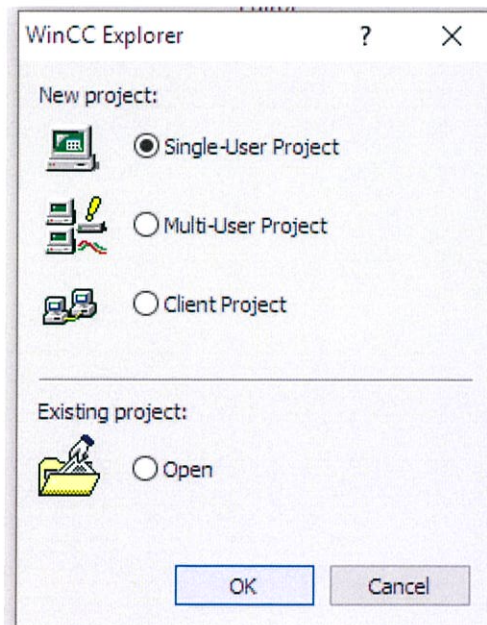 WinCC Explorer ?
New project:
Single-User Project
Multi-User Project
Client Project
Existing project:
Open
OK Cancel